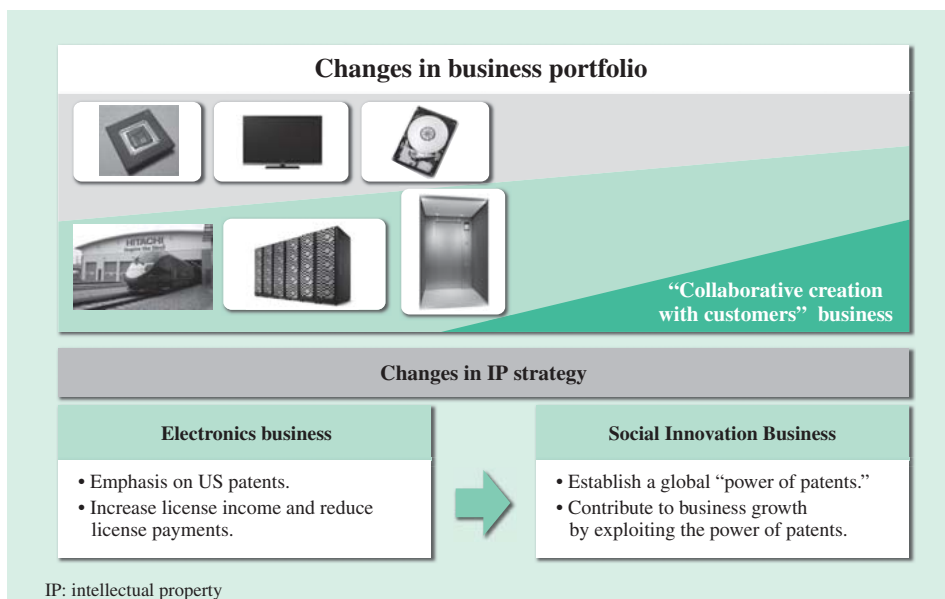 Changes in business portfolio
HITACHI
Inspire the Next
“Collaborative creation
with customers” business
Changes in IP strategy
Electronics business
• Emphasis on US patents.
• Increase license income and reduce
license payments.
Social Innovation Business
• Establish a global “power of patents.”
• Contribute to business growth
by exploiting the power of patents.
IP: intellectual property